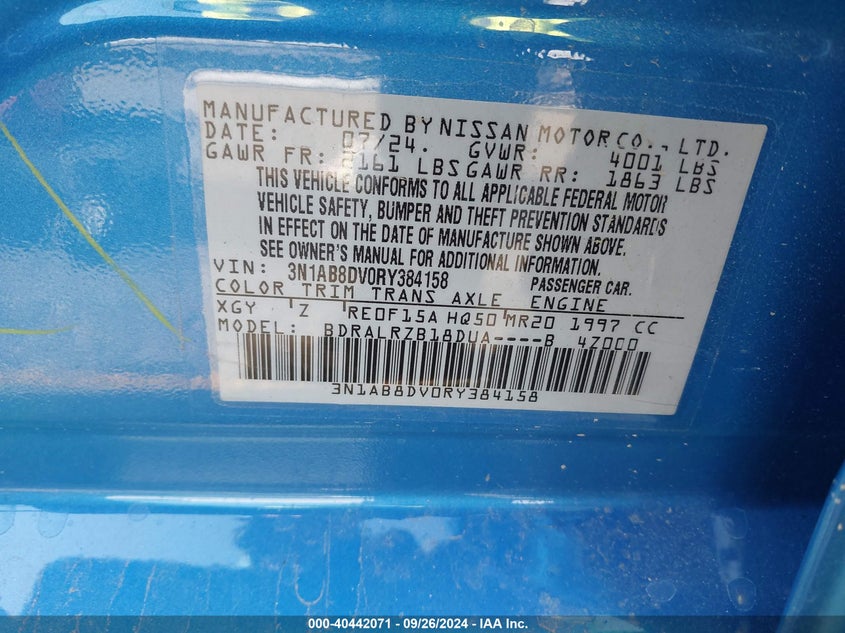 MANUFACTURED BY NISSAN MOTOR CO., LTD.
DATE: 07/24. GVWR: 4001 LBS
GAWR FR: 2161 LBS GAWR RR: 1863 LBS
THIS VEHICLE CONFORMS TO ALL APPLICABLE FEDERAL MOTOR
VEHICLE SAFETY, BUMPER AND THEFT PREVENTION STANDARDS
IN EFFECT ON THE DATE OF MANUFACTURE SHOWN ABOVE.
SEE OWNER'S MANUAL FOR ADDITIONAL INFORMATION.
VIN: 3N1AB8DV0RY384158 PASSENGER CAR.
COLOR TRIM TRANS AXLE ENGINE
XGY Z RE0F15A HQ50 MR20 1997 CC
MODEL: BDRALRZB18DUA----B 4Z000
3N1AB8DV0RY384158
000-40442071 - 09/26/2024 - IAA Inc.